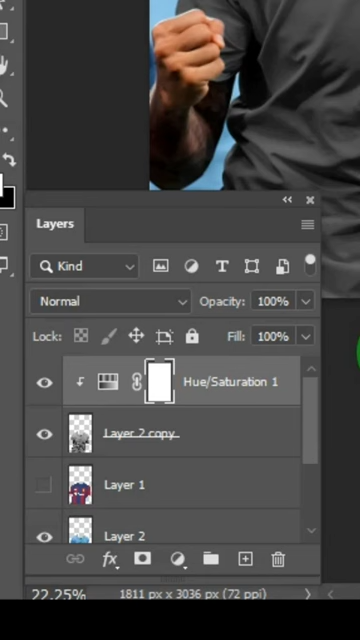 Layers
Kind
Normal
Opacity: 100%
Lock:
Fill: 100%
Hue/Saturation 1
Layer 2 copy
Layer 1
Layer 2
fx
22.25%
1811 px x 3036 px (72 ppi)